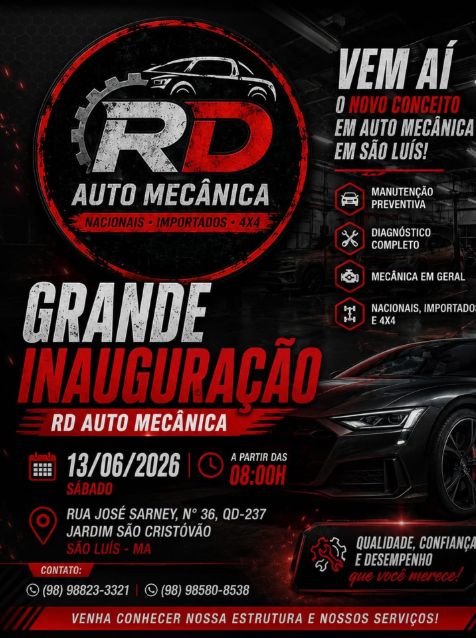 RD
AUTO MECÂNICA
NACIONAIS • IMPORTADOS • 4X4
VEM AÍ
O NOVO CONCEITO
EM AUTO MECÂNICA
EM SÃO LUÍS!
MANUTENÇÃO
PREVENTIVA
DIAGNÓSTICO
COMPLETO
MECÂNICA EM GERAL
NACIONAIS, IMPORTADOS
E 4X4
GRANDE
INAUGURAÇÃO
RD AUTO MECÂNICA
13/06/2026
SÁBADO
A PARTIR DAS
08:00H
RUA JOSÉ SARNEY, N° 36, QD-237
JARDIM SÃO CRISTÓVÃO
SÃO LUÍS - MA
QUALIDADE, CONFIANÇA
E DESEMPENHO
que você merece!
CONTATO:
(98) 98823-3321 | (98) 98580-8538
VENHA CONHECER NOSSA ESTRUTURA E NOSSOS SERVIÇOS!